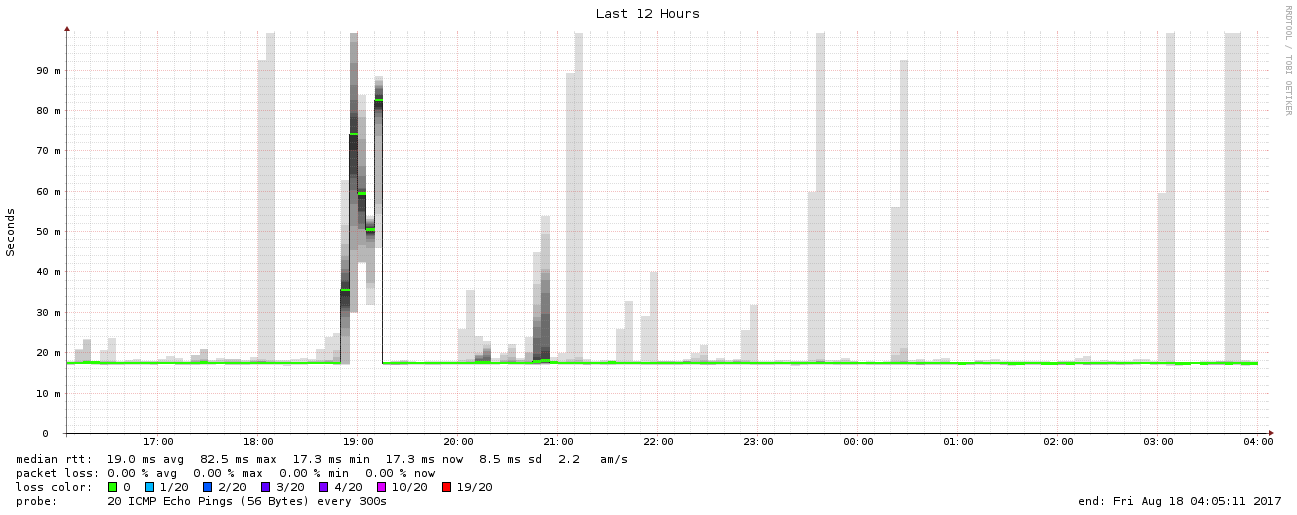 Last 12 Hours
RRDTOOL / TOBI OETIKER
Seconds
90 m
80 m
70 m
60 m
50 m
40 m
30 m
20 m
10 m
0
17:00 18:00 19:00 20:00 21:00 22:00 23:00 00:00 01:00 02:00 03:00 04:00
median rtt: 19.0 ms avg 82.5 ms max 17.3 ms min 17.3 ms now 8.5 ms sd 2.2 am/s
packet loss: 0.00 % avg 0.00 % max 0.00 % min 0.00 % now
loss color: 0 1/20 2/20 3/20 4/20 10/20 19/20
probe: 20 ICMP Echo Pings (56 Bytes) every 300s
end: Fri Aug 18 04:05:11 2017